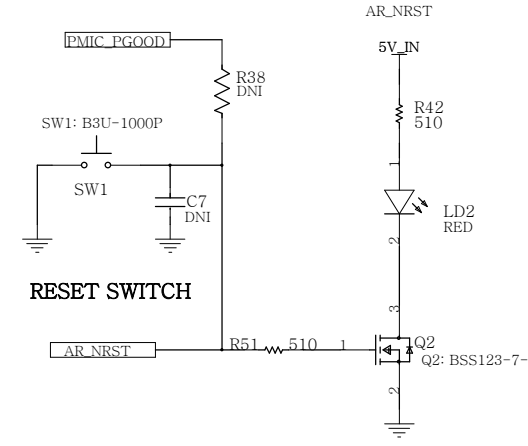 AR_NRST
5V_IN
PMIC_PGOOD
R38
DNI
R42
510
SW1: B3U-1000P
SW1
1
C7
DNI
LD2
RED
2
RESET SWITCH
3
AR_NRST
R51 510 1
Q2
Q2: BSS123-7-
2